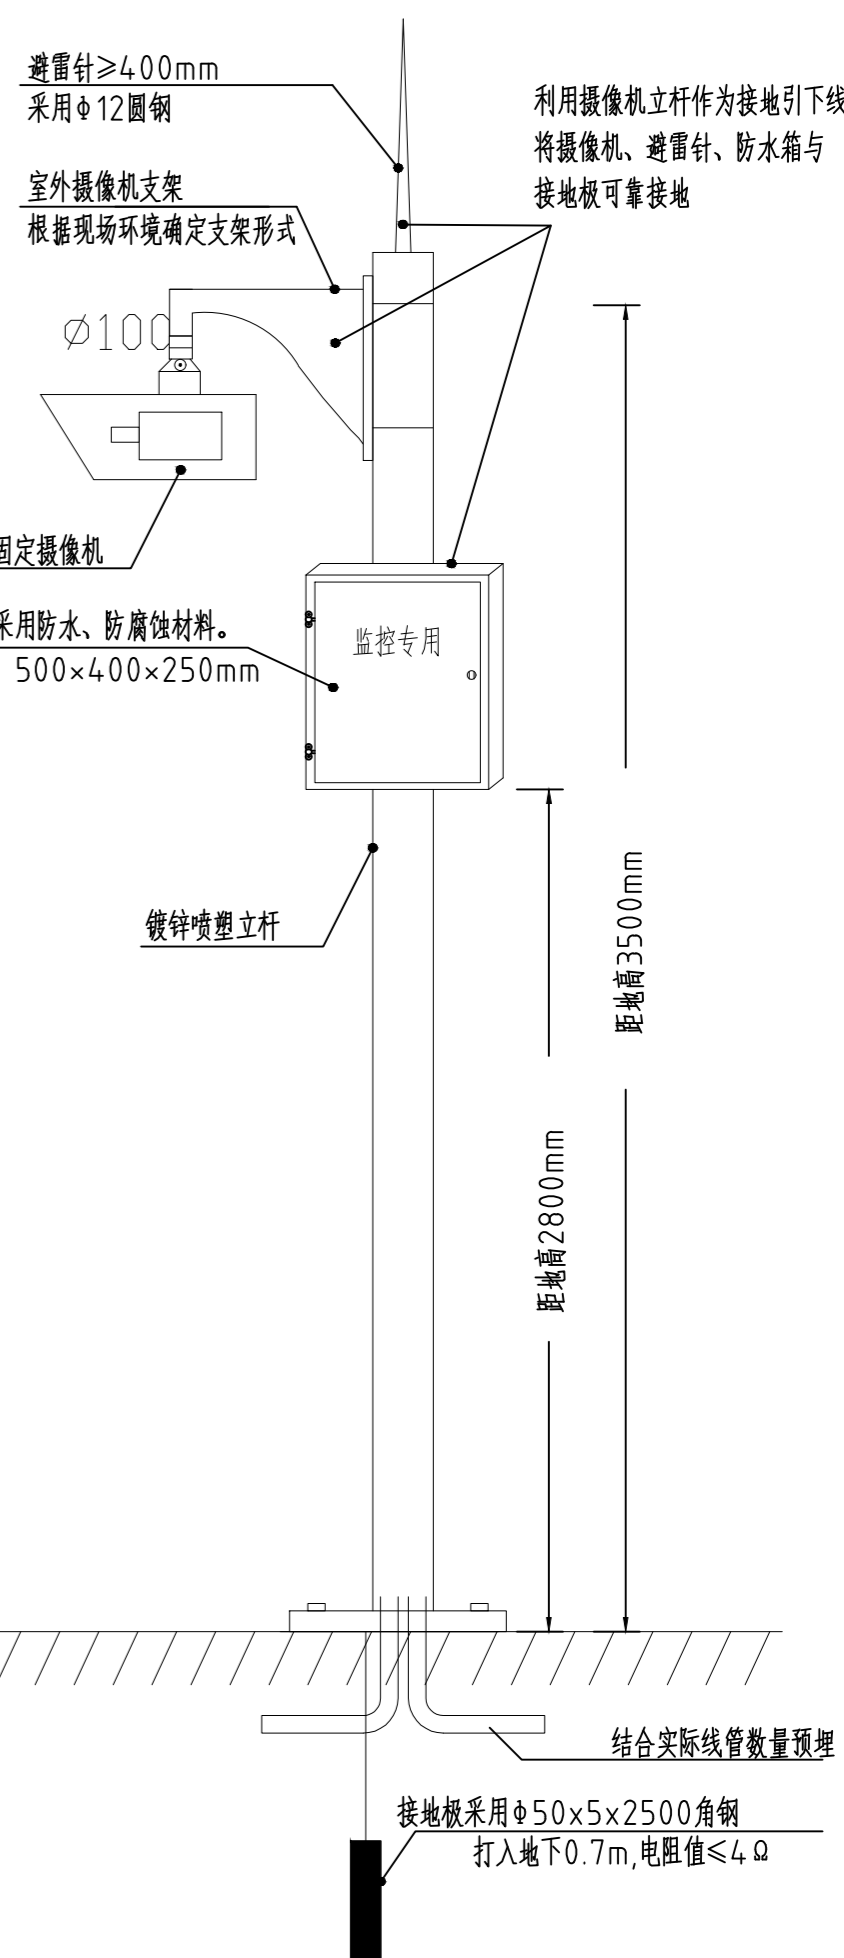 避雷针≥400mm
采用Φ12圆钢
利用摄像机立杆作为接地引下线
将摄像机、避雷针、防水箱与
接地极可靠接地
室外摄像机支架
根据现场环境确定支架形式
Ø100
固定摄像机
采用防水、防腐蚀材料。
500×400×250mm
监控专用
镀锌喷塑立杆
距地高3500mm
距地高2800mm
结合实际线管数量预埋
接地极采用Φ50x5x2500角钢
打入地下0.7m,电阻值≤4Ω